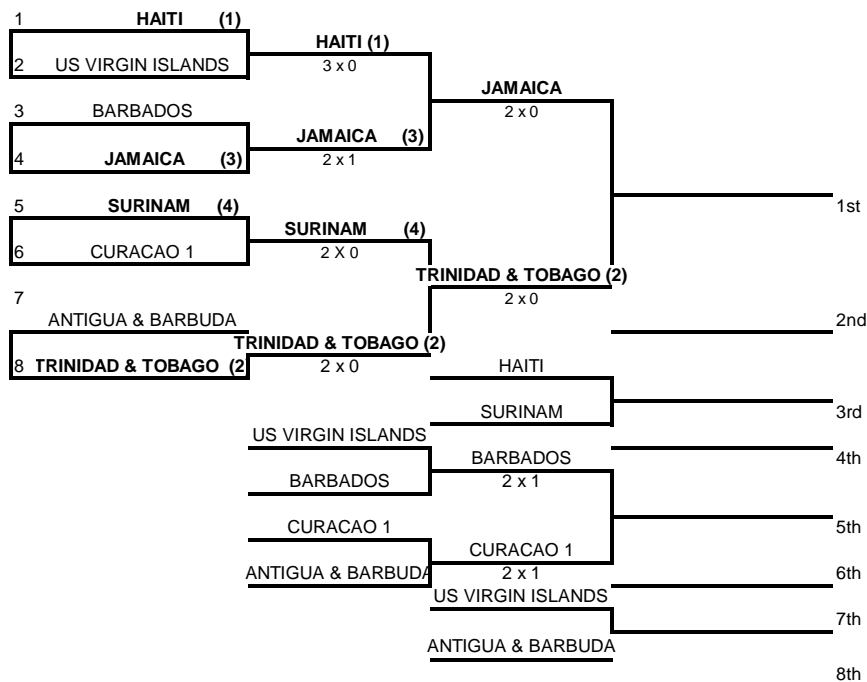 1 HAITI (1)
HAITI (1)
2 US VIRGIN ISLANDS
3 x 0
JAMAICA
3 BARBADOS
2 x 0
JAMAICA (3)
4 JAMAICA (3)
2 x 1
5 SURINAM (4)
1st
SURINAM (4)
6 CURACAO 1
2 X 0
TRINIDAD & TOBAGO (2)
7
2 x 0
ANTIGUA & BARBUDA
2nd
TRINIDAD & TOBAGO (2)
8 TRINIDAD & TOBAGO (2
2 x 0
HAITI
SURINAM
3rd
US VIRGIN ISLANDS
BARBADOS
4th
BARBADOS
2 x 1
CURACAO 1
5th
CURACAO 1
ANTIGUA & BARBUDA
2 x 1
6th
US VIRGIN ISLANDS
7th
ANTIGUA & BARBUDA
8th